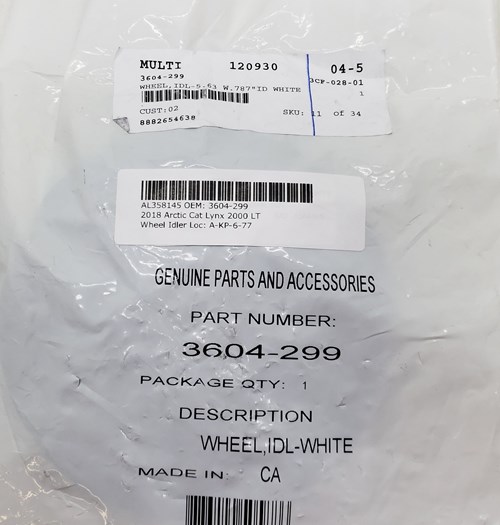 MULTI 120930 04-5
3604-299 3CF-028-01
WHEEL,IDL-5.63 W.787"ID WHITE 1
CUST:02 SKU: 11 of 34
8882654638
AL358145 OEM: 3604-299
2018 Arctic Cat Lynx 2000 LT
Wheel Idler Loc: A-KP-6-77
GENUINE PARTS AND ACCESSORIES
PART NUMBER:
3604-299
PACKAGE QTY: 1
DESCRIPTION
WHEEL,IDL-WHITE
MADE IN: CA